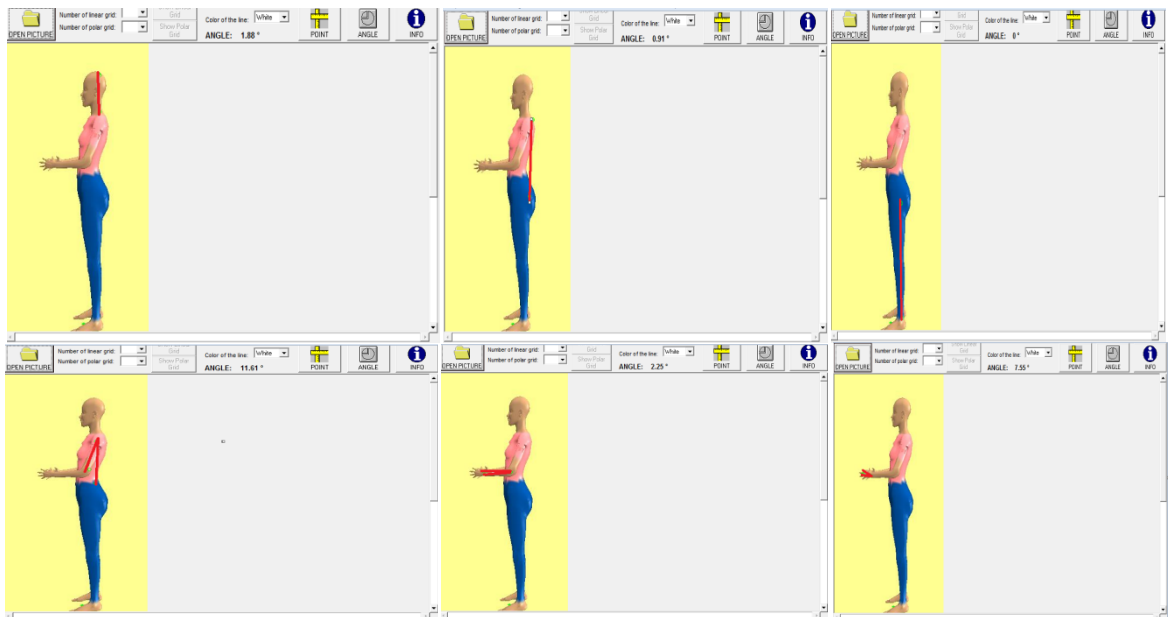 Number of linear grid:
Grid
Color of the line: White
Number of polar grid:
Show Polar
Grid
OPEN PICTURE
ANGLE: 1.88 °
POINT
ANGLE
INFO
Number of linear grid:
Grid
Color of the line: White
Number of polar grid:
Show Polar
Grid
OPEN PICTURE
ANGLE: 0.91 °
POINT
ANGLE
INFO
Number of linear grid:
Grid
Color of the line: White
Number of polar grid:
Show Polar
Grid
OPEN PICTURE
ANGLE: 0 °
POINT
ANGLE
INFO
Number of linear grid:
Grid
Color of the line: White
Number of polar grid:
Show Polar
Grid
OPEN PICTURE
ANGLE: 11.61 °
POINT
ANGLE
INFO
Number of linear grid:
Grid
Color of the line: White
Number of polar grid:
Show Polar
Grid
OPEN PICTURE
ANGLE: 2.25 °
POINT
ANGLE
INFO
Number of linear grid:
Grid
Color of the line: White
Number of polar grid:
Show Polar
Grid
OPEN PICTURE
ANGLE: 7.55 °
POINT
ANGLE
INFO